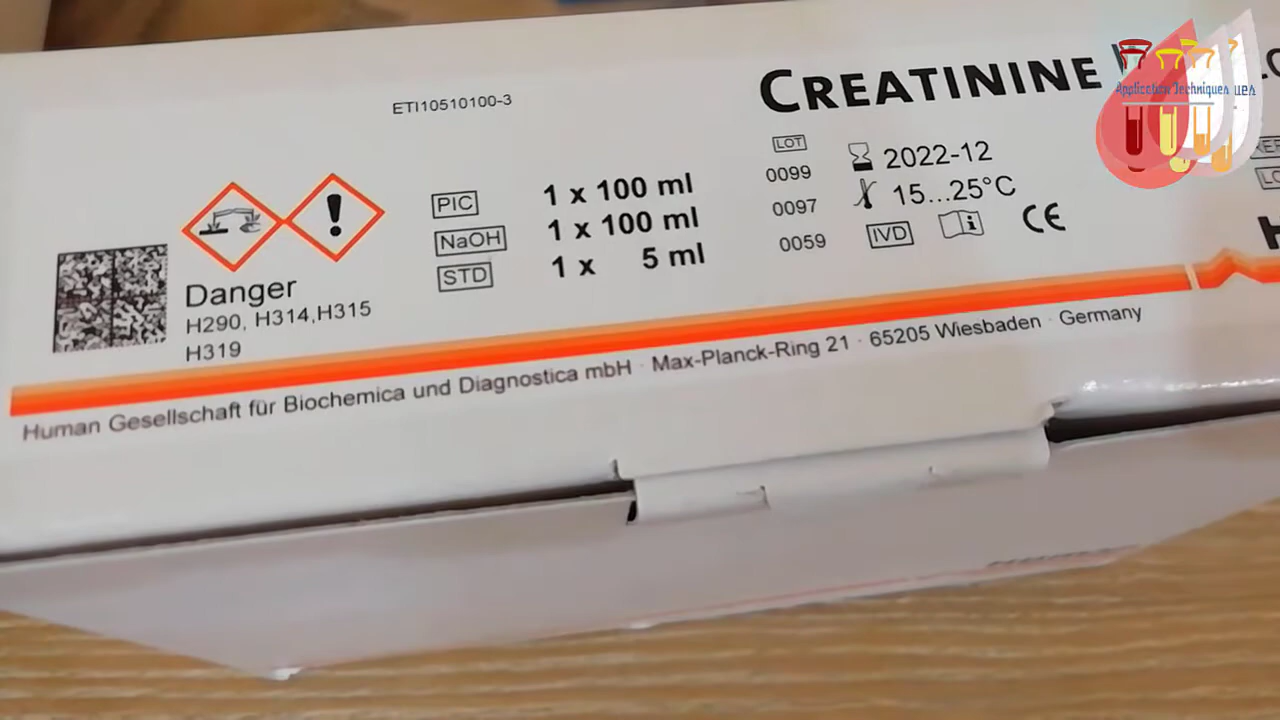 ETI10510100-3
CREATININE
Application Techniques
LOT
2022-12
0099
15...25°C
0097
0059
IVD
i
CE
PIC 1 x 100 ml
NaOH 1 x 100 ml
STD 1 x 5 ml
Danger
H290, H314,H315
H319
Human Gesellschaft für Biochemica und Diagnostica mbH · Max-Planck-Ring 21 · 65205 Wiesbaden · Germany